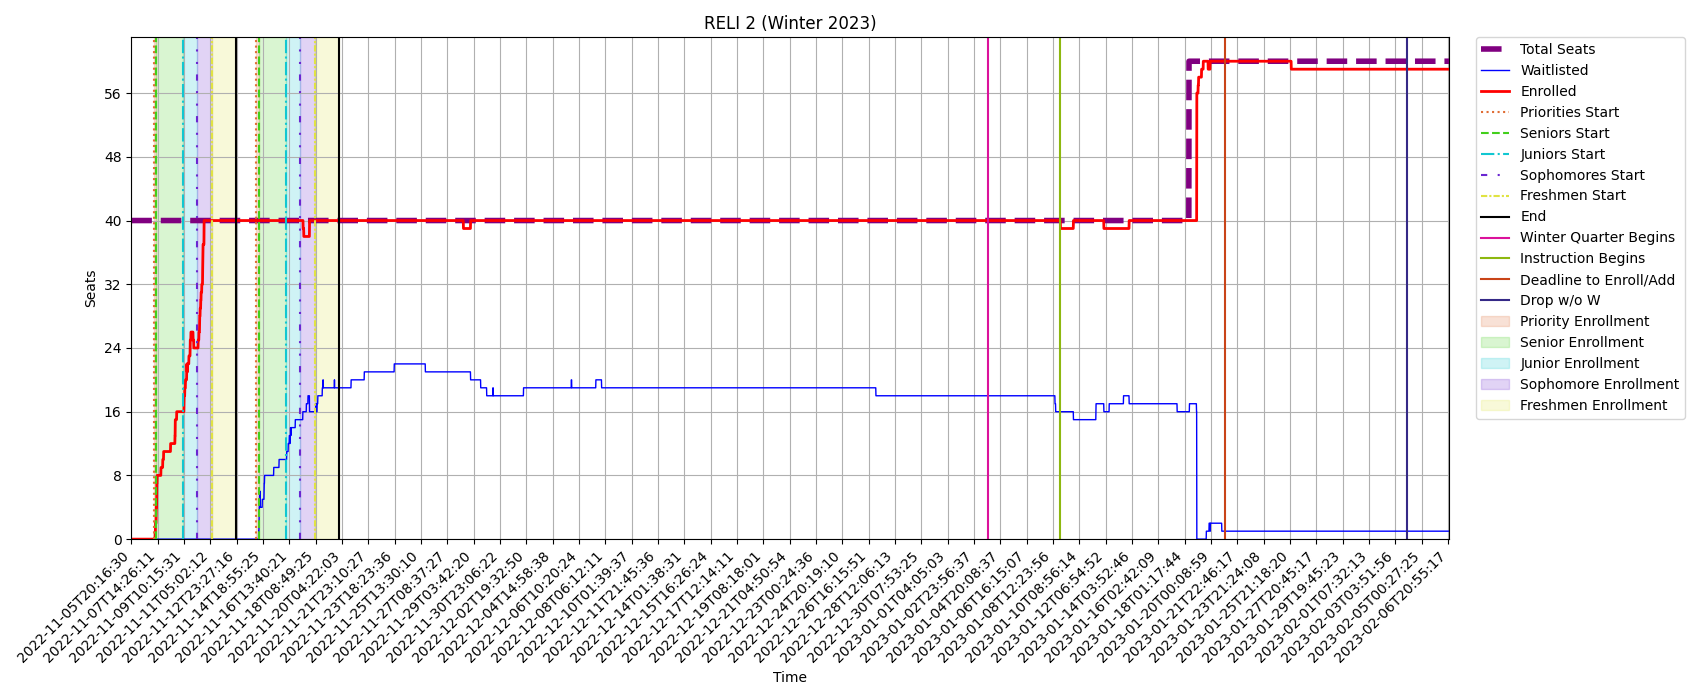 RELI 2 (Winter 2023)
Seats
56
48
40
32
24
16
8
0
2022-11-05T20:16:30
2022-11-07T14:26:11
2022-11-09T10:15:31
2022-11-11T05:02:12
2022-11-12T23:27:16
2022-11-14T18:55:25
2022-11-16T13:40:21
2022-11-18T08:49:25
2022-11-20T04:22:03
2022-11-21T23:10:27
2022-11-23T18:23:36
2022-11-25T13:30:10
2022-11-27T08:37:27
2022-11-29T03:42:20
2022-11-30T23:06:22
2022-12-02T19:32:50
2022-12-04T14:58:38
2022-12-06T10:20:24
2022-12-08T06:12:11
2022-12-10T01:39:37
2022-12-11T21:45:36
2022-12-14T01:38:31
2022-12-15T16:26:24
2022-12-17T12:14:11
2022-12-19T08:18:01
2022-12-21T04:50:54
2022-12-23T00:24:36
2022-12-24T20:19:10
2022-12-26T16:15:51
2022-12-28T12:06:13
2022-12-30T07:53:25
2023-01-01T04:05:03
2023-01-02T23:56:37
2023-01-04T20:08:37
2023-01-06T16:15:07
2023-01-08T12:23:56
2023-01-10T08:56:14
2023-01-12T06:54:52
2023-01-14T03:52:46
2023-01-16T02:42:09
2023-01-18T01:17:44
2023-01-20T00:08:59
2023-01-21T22:46:17
2023-01-23T21:24:08
2023-01-25T21:18:20
2023-01-27T20:45:17
2023-01-29T19:45:23
2023-02-01T07:32:13
2023-02-03T03:51:56
2023-02-05T00:27:25
2023-02-06T20:55:17
Time
Total Seats
Waitlisted
Enrolled
Priorities Start
Seniors Start
Juniors Start
Sophomores Start
Freshmen Start
End
Winter Quarter Begins
Instruction Begins
Deadline to Enroll/Add
Drop w/o W
Priority Enrollment
Senior Enrollment
Junior Enrollment
Sophomore Enrollment
Freshmen Enrollment